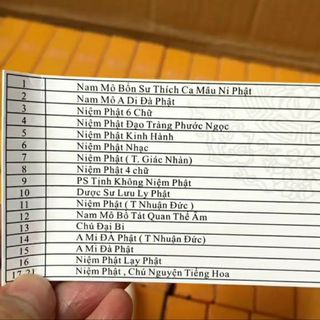 1 Nam Mô Bổn Sư Thích Ca Mâu Ni Phật
2 Nam Mô A Di Đà Phật
3 Niệm Phật 6 Chữ
4 Niệm Phật Đạo Tràng Phước Ngọc
5 Niệm Phật Kinh Hành
6 Niệm Phật Nhạc
7 Niệm Phật ( T. Giác Nhàn)
8 Niệm Phật 4 chữ
9 PS Tịnh Không Niệm Phật
10 Dược Sư Lưu Ly Phật
11 Niệm Phật ( T Nhuận Đức )
12 Nam Mô Bồ Tát Quan Thế Âm
13 Chú Đại Bi
14 A Mi ĐA Phật ( T Nhuận Đức)
15 A Mi Đà Phật
16 Niệm Phật Lạy Phật
17-21 Niệm Phật , Chú Nguyện Tiếng Hoa